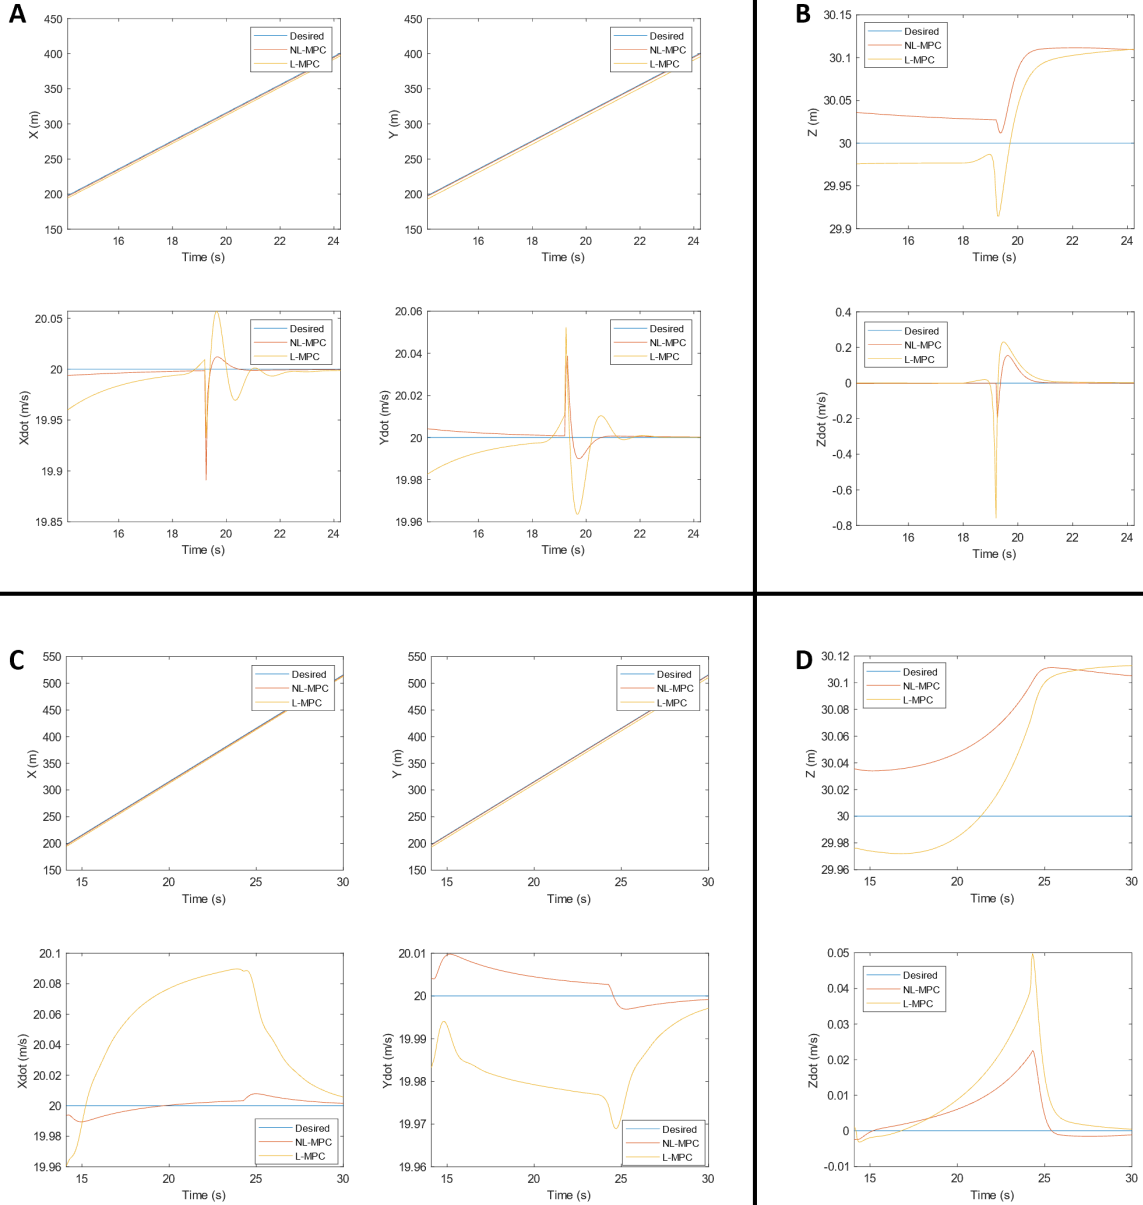 A
450
400
350
300
250
200
150
X (m)
Desired
NL-MPC
L-MPC
16
18
20
22
24
Time (s)
450
400
350
300
250
200
150
Y (m)
Desired
NL-MPC
L-MPC
16
18
20
22
24
Time (s)
20.05
20
19.95
19.9
19.85
Xdot (m/s)
Desired
NL-MPC
L-MPC
16
18
20
22
24
Time (s)
20.06
20.04
20.02
20
19.98
19.96
Ydot (m/s)
Desired
NL-MPC
L-MPC
16
18
20
22
24
Time (s)
B
30.15
30.1
30.05
30
29.95
29.9
Z (m)
Desired
NL-MPC
L-MPC
16
18
20
22
24
Time (s)
0.4
0.2
0
-0.2
-0.4
-0.6
-0.8
Zdot (m/s)
Desired
NL-MPC
L-MPC
16
18
20
22
24
Time (s)
C
550
500
450
400
350
300
250
200
150
X (m)
Desired
NL-MPC
L-MPC
15
20
25
30
Time (s)
550
500
450
400
350
300
250
200
150
Y (m)
Desired
NL-MPC
L-MPC
15
20
25
30
Time (s)
20.1
20.08
20.06
20.04
20.02
20
19.98
19.96
Xdot (m/s)
Desired
NL-MPC
L-MPC
15
20
25
30
Time (s)
20.01
20
19.99
19.98
19.97
19.96
Ydot (m/s)
Desired
NL-MPC
L-MPC
15
20
25
30
Time (s)
D
30.12
30.1
30.08
30.06
30.04
30.02
30
29.98
29.96
Z (m)
Desired
NL-MPC
L-MPC
15
20
25
30
Time (s)
0.05
0.04
0.03
0.02
0.01
0
-0.01
Zdot (m/s)
Desired
NL-MPC
L-MPC
15
20
25
30
Time (s)